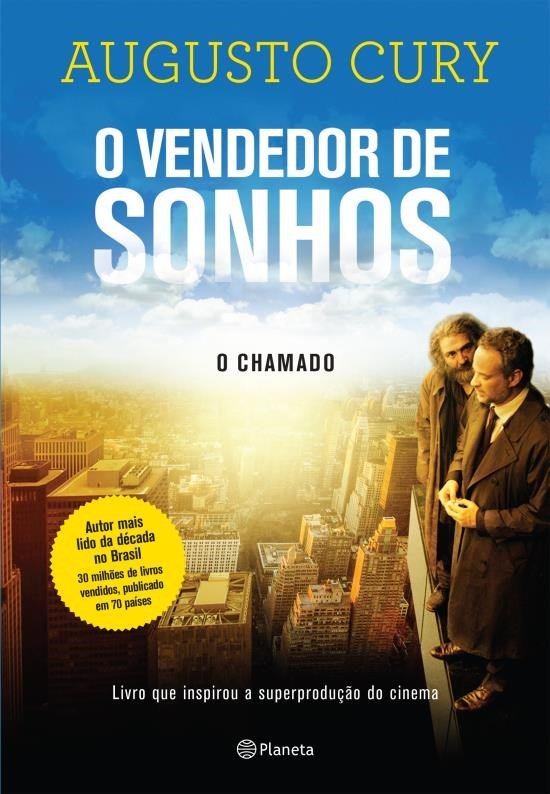 AUGUSTO CURY
O VENDEDOR DE
SONHOS
O CHAMADO
Autor mais
lido da década
no Brasil
30 milhões de livros
vendidos, publicado
em 70 países
Livro que inspirou a superprodução do cinema
Planeta